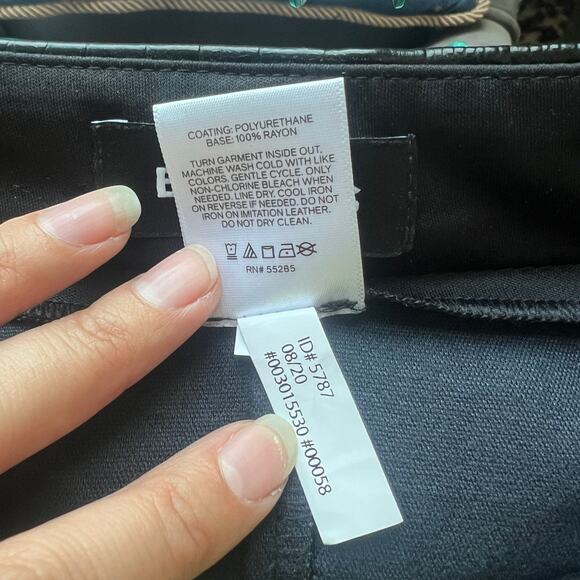 COATING: POLYURETHANE
BASE: 100% RAYON
TURN GARMENT INSIDE OUT.
MACHINE WASH COLD WITH LIKE
COLORS. GENTLE CYCLE. ONLY
NON-CHLORINE BLEACH WHEN
NEEDED. LINE DRY. COOL IRON
ON REVERSE IF NEEDED. DO NOT
IRON ON IMITATION LEATHER.
DO NOT DRY CLEAN.
RN# 55285
ID# 5787
08/20
#003015530 #00058